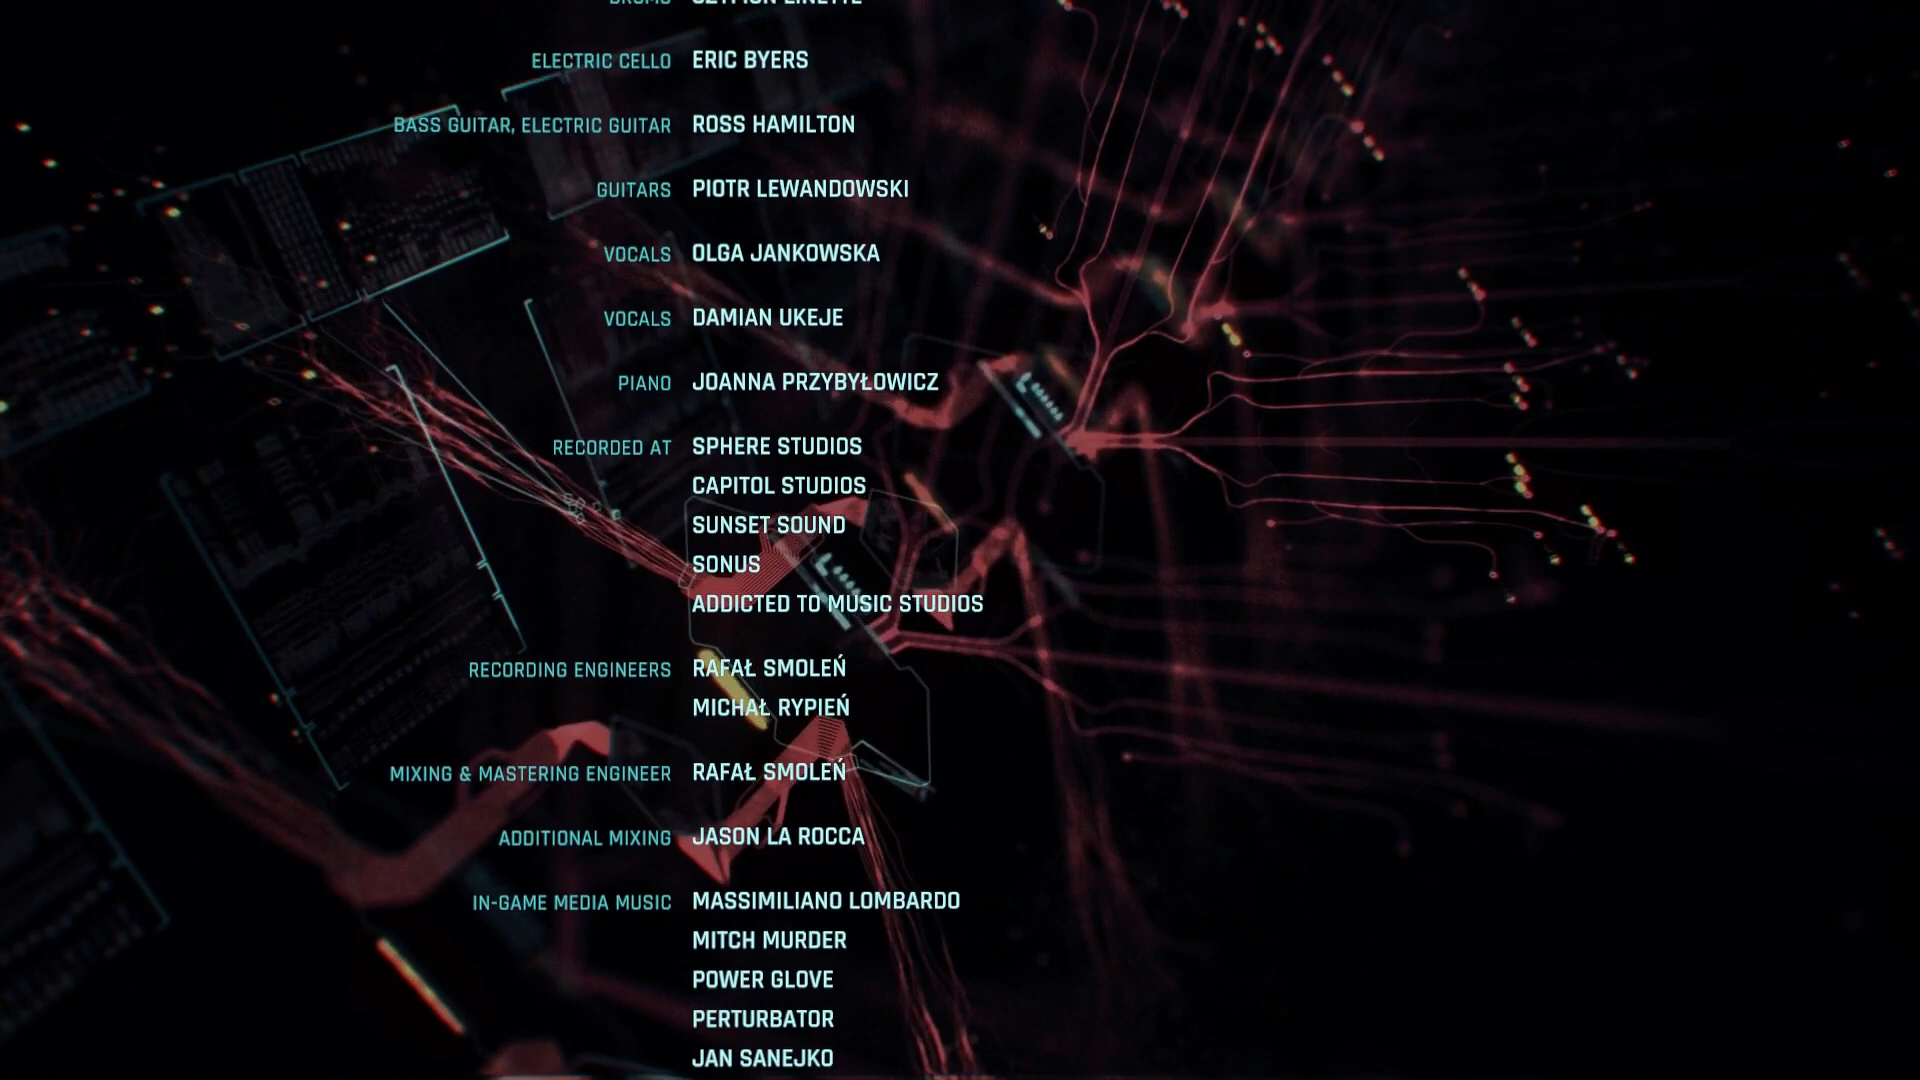 ELECTRIC CELLO ERIC BYERS
BASS GUITAR, ELECTRIC GUITAR ROSS HAMILTON
GUITARS PIOTR LEWANDOWSKI
VOCALS OLGA JANKOWSKA
VOCALS DAMIAN UKEJE
PIANO JOANNA PRZYBYŁOWICZ
RECORDED AT SPHERE STUDIOS
CAPITOL STUDIOS
SUNSET SOUND
SONUS
ADDICTED TO MUSIC STUDIOS
RECORDING ENGINEERS RAFAŁ SMOLEŃ
MICHAŁ RYPIEŃ
MIXING & MASTERING ENGINEER RAFAŁ SMOLEŃ
ADDITIONAL MIXING JASON LA ROCCA
IN-GAME MEDIA MUSIC MASSIMILIANO LOMBARDO
MITCH MURDER
POWER GLOVE
PERTURBATOR
JAN SANEJKO